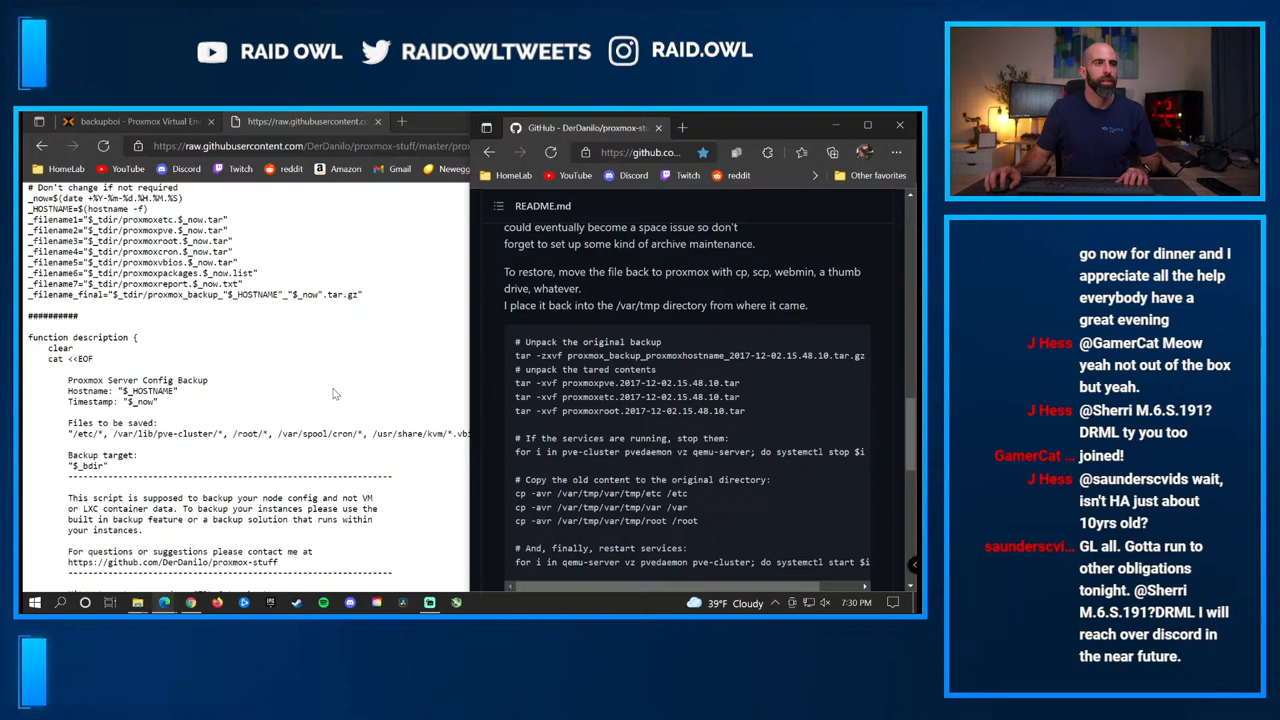 RAID OWL
RAIDOWLTWEETS
RAID.OWL
backupboi - Proxmox Virtual En
https://raw.githubusercontent.c
https://raw.githubusercontent.com/DerDanilo/proxmox-stuff/master/prox
HomeLab
YouTube
Discord
Twitch
reddit
Amazon
Gmail
Newegg
# Don't change if not required
_now=$(date +%Y-%m-%d.%H.%M.%S)
_HOSTNAME=$(hostname -f)
_filename1="$_tdir/proxmoxetc.$_now.tar"
_filename2="$_tdir/proxmoxpve.$_now.tar"
_filename3="$_tdir/proxmoxroot.$_now.tar"
_filename4="$_tdir/proxmoxcron.$_now.tar"
_filename5="$_tdir/proxmoxvbios.$_now.tar"
_filename6="$_tdir/proxmoxpackages.$_now.list"
_filename7="$_tdir/proxmoxreport.$_now.txt"
_filename_final="$_tdir/proxmox_backup_"$_HOSTNAME"_"$_now".tar.gz"
##########
function description {
clear
cat <<EOF
Proxmox Server Config Backup
Hostname: "$_HOSTNAME"
Timestamp: "$_now"
Files to be saved:
"/etc/*, /var/lib/pve-cluster/*, /root/*, /var/spool/cron/*, /usr/share/kvm/*.vbi
Backup target:
"$_bdir"
-----------------------------------------------------------------
This script is supposed to backup your node config and not VM
or LXC container data. To backup your instances please use the
built in backup feature or a backup solution that runs within
your instances.
For questions or suggestions please contact me at
https://github.com/DerDanilo/proxmox-stuff
-----------------------------------------------------------------
GitHub - DerDanilo/proxmox-stu
https://github.co...
HomeLab
YouTube
Discord
Twitch
reddit
Other favorites
README.md
could eventually become a space issue so don't
forget to set up some kind of archive maintenance.
To restore, move the file back to proxmox with cp, scp, webmin, a thumb
drive, whatever.
I place it back into the /var/tmp directory from where it came.
# Unpack the original backup
tar -zxvf proxmox_backup_proxmoxhostname_2017-12-02.15.48.10.tar.gz
# unpack the tared contents
tar -xvf proxmoxpve.2017-12-02.15.48.10.tar
tar -xvf proxmoxetc.2017-12-02.15.48.10.tar
tar -xvf proxmoxroot.2017-12-02.15.48.10.tar
# If the services are running, stop them:
for i in pve-cluster pvedaemon vz qemu-server; do systemctl stop $i
# Copy the old content to the original directory:
cp -avr /var/tmp/var/tmp/etc /etc
cp -avr /var/tmp/var/tmp/var /var
cp -avr /var/tmp/var/tmp/root /root
# And, finally, restart services:
for i in qemu-server vz pvedaemon pve-cluster; do systemctl start $i
39°F Cloudy
7:30 PM
go now for dinner and I
appreciate all the help
everybody have a
great evening
J Hess @GamerCat Meow
yeah not out of the box
but yeah.
J Hess @Sherri M.6.S.191?
DRML ty you too
GamerCat ... joined!
J Hess @saunderscvids wait,
isn't HA just about
10yrs old?
saunderscvi... GL all. Gotta run to
other obligations
tonight. @Sherri
M.6.S.191?DRML I will
reach over discord in
the near future.